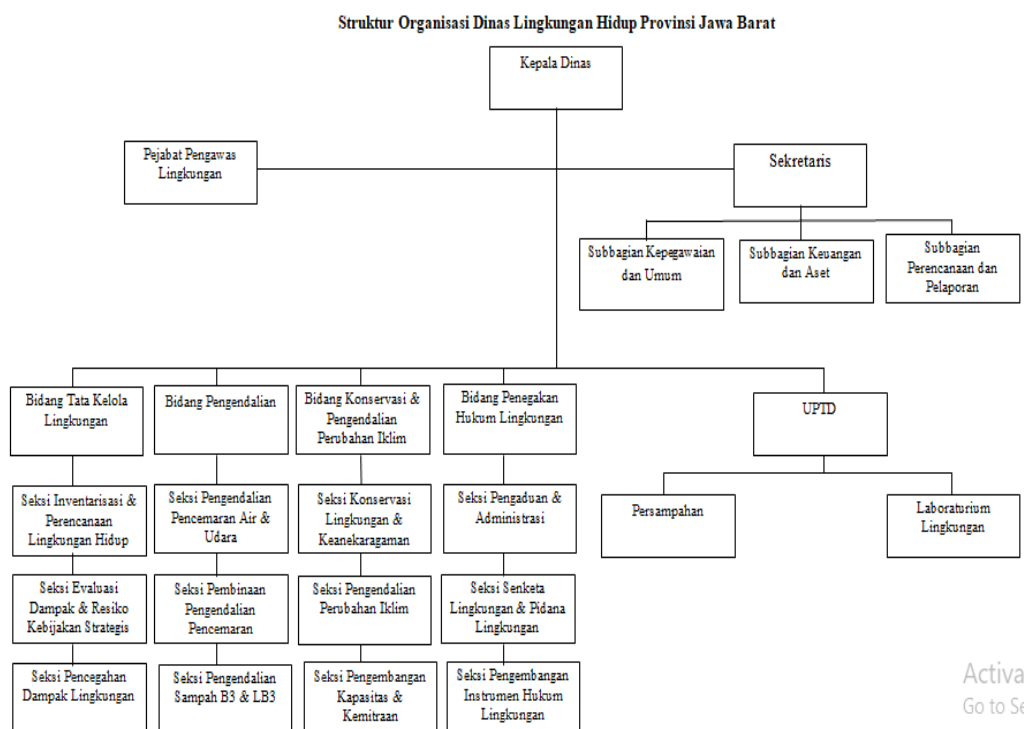 Struktur Organisasi Dinas Lingkungan Hidup Provinsi Jawa Barat
Kepala Dinas
Pejabat Pengawas
Lingkungan
Sekretaris
Subbagian Kepegawaian
dan Umum
Subbagian Keuangan
dan Aset
Subbagian
Perencanaan dan
Pelaporan
Bidang Tata Kelola
Lingkungan
Bidang Pengendalian
Bidang Konservasi &
Pengendalian
Perubahan Iklim
Bidang Penegakan
Hukum Lingkungan
UPTD
Seksi Inventarisasi &
Perencanaan
Lingkungan Hidup
Seksi Pengendalian
Pencemaran Air &
Udara
Seksi Konservasi
Lingkungan &
Keanekaragaman
Seksi Pengaduan &
Administrasi
Persampahan
Laboraturium
Lingkungan
Seksi Evaluasi
Dampak & Resiko
Kebijakan Strategis
Seksi Pembinaan
Pengendalian
Pencemaran
Seksi Pengendalian
Perubahan Iklim
Seksi Senketa
Lingkungan & Pidana
Lingkungan
Seksi Pencegahan
Dampak Lingkungan
Seksi Pengendalian
Sampah B3 & LB3
Seksi Pengembangan
Kapasitas &
Kemitraan
Seksi Pengembangan
Instrumen Hukum
Lingkungan
Activa
Go to Se